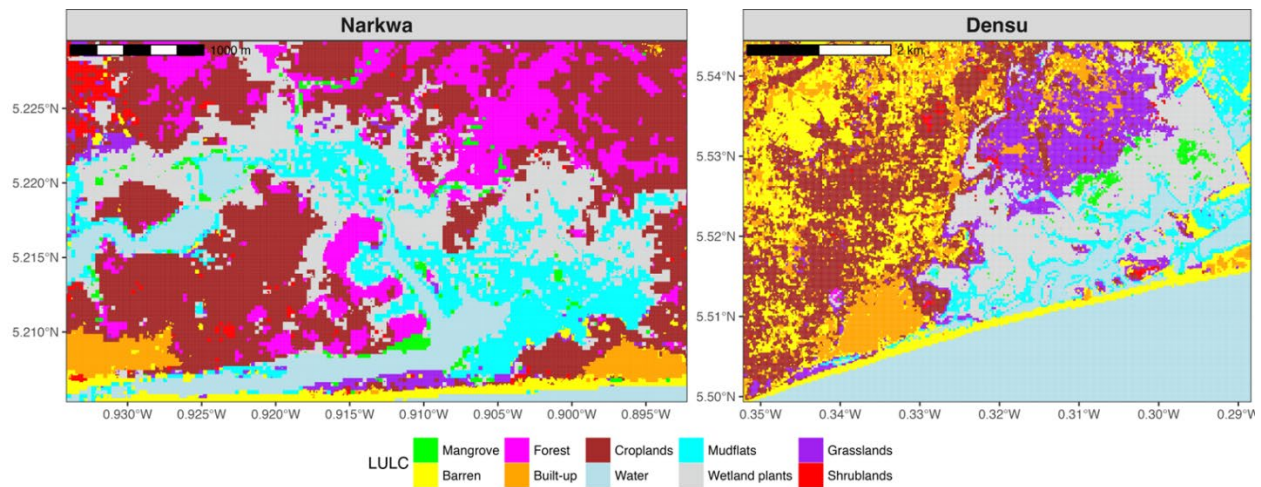 Narkwa
Densu
1000 m
2 km
5.225°N
5.220°N
5.215°N
5.210°N
0.930°W 0.925°W 0.920°W 0.915°W 0.910°W 0.905°W 0.900°W 0.895°W
5.54°N
5.53°N
5.52°N
5.51°N
5.50°N
0.35°W 0.34°W 0.33°W 0.32°W 0.31°W 0.30°W 0.29°W
LULC
Mangrove Forest Croplands Mudflats Grasslands
Barren Built-up Water Wetland plants Shrublands